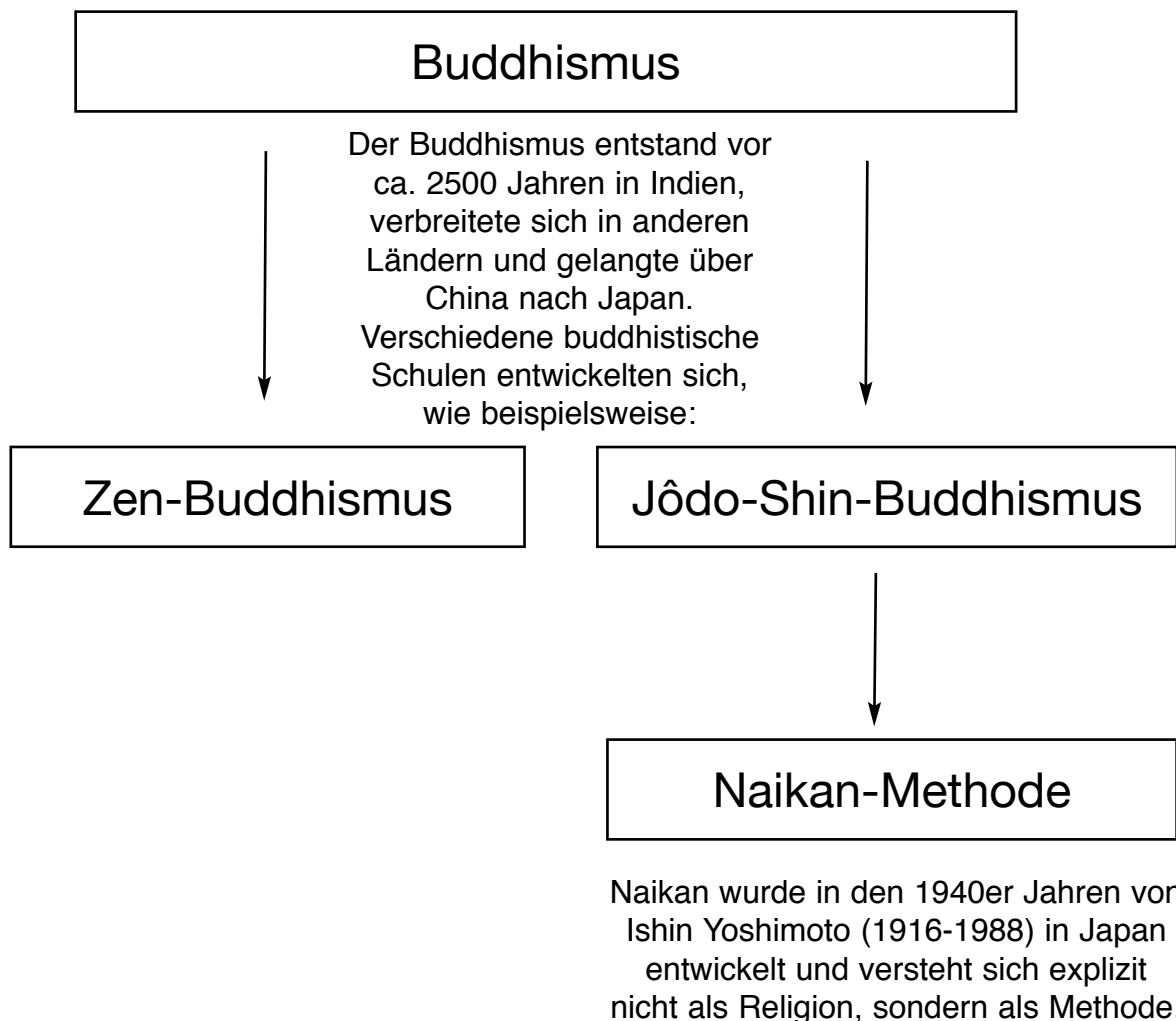 Buddhismus
Der Buddhismus entstand vor
ca. 2500 Jahren in Indien,
verbreitete sich in anderen
Ländern und gelangte über
China nach Japan.
Verschiedene buddhistische
Schulen entwickelten sich,
wie beispielsweise:
Zen-Buddhismus
Jôdo-Shin-Buddhismus
Naikan-Methode
Naikan wurde in den 1940er Jahren von
Ishin Yoshimoto (1916-1988) in Japan
entwickelt und versteht sich explizit
nicht als Religion, sondern als Methode